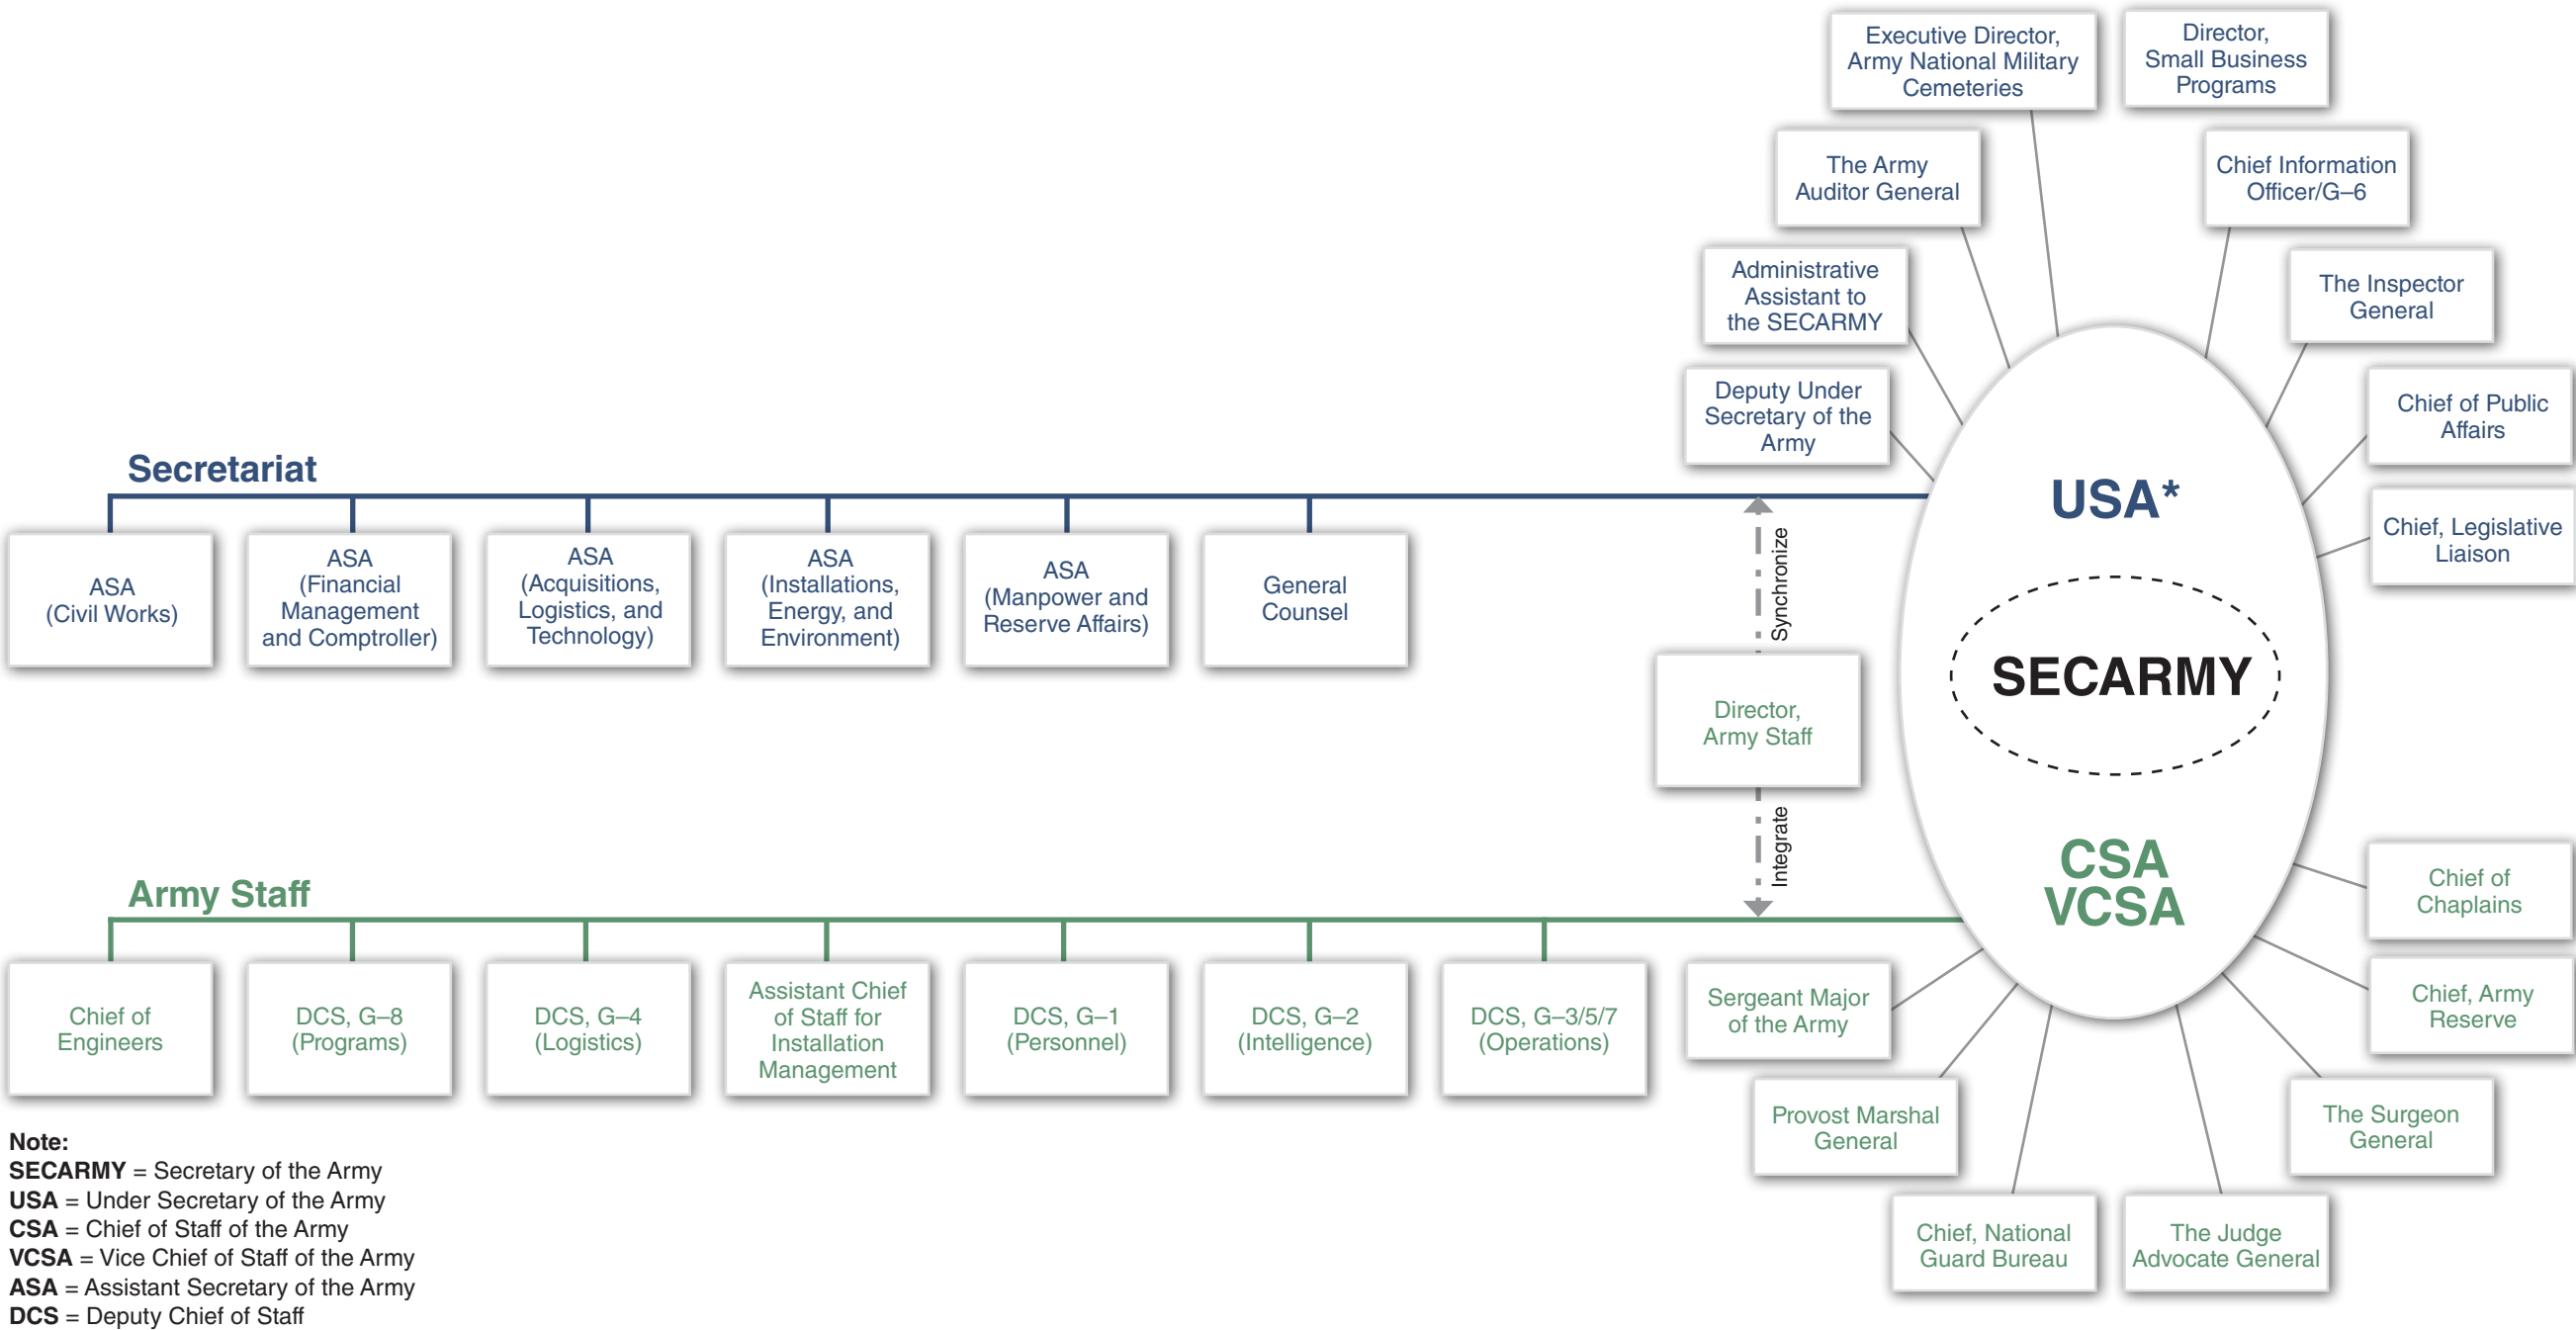 Executive Director,
Army National Military
Cemeteries
Director,
Small Business
Programs
The Army
Auditor General
Chief Information
Officer/G–6
Administrative
Assistant to
the SECARMY
The Inspector
General
Deputy Under
Secretary of the
Army
Chief of Public
Affairs
Secretariat
USA*
Chief, Legislative
Liaison
ASA
(Civil Works)
ASA
(Financial
Management
and Comptroller)
ASA
(Acquisitions,
Logistics, and
Technology)
ASA
(Installations,
Energy, and
Environment)
ASA
(Manpower and
Reserve Affairs)
General
Counsel
Synchronize
SECARMY
Director,
Army Staff
Integrate
CSA
VCSA
Army Staff
Chief of
Chaplains
Chief of
Engineers
DCS, G–8
(Programs)
DCS, G–4
(Logistics)
Assistant Chief
of Staff for
Installation
Management
DCS, G–1
(Personnel)
DCS, G–2
(Intelligence)
DCS, G–3/5/7
(Operations)
Sergeant Major
of the Army
Chief, Army
Reserve
Provost Marshal
General
The Surgeon
General
Chief, National
Guard Bureau
The Judge
Advocate General
Note:
SECARMY = Secretary of the Army
USA = Under Secretary of the Army
CSA = Chief of Staff of the Army
VCSA = Vice Chief of Staff of the Army
ASA = Assistant Secretary of the Army
DCS = Deputy Chief of Staff